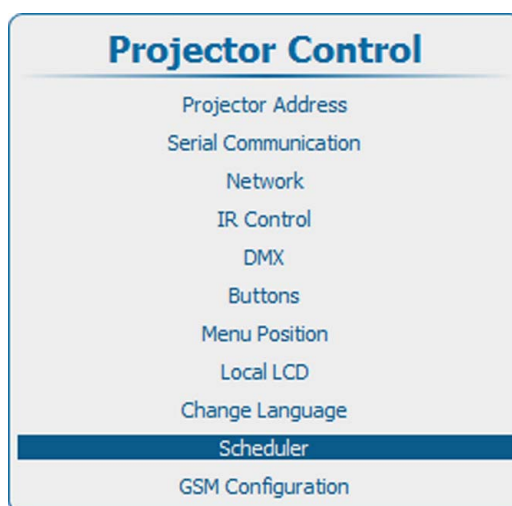 Projector Control
Projector Address
Serial Communication
Network
IR Control
DMX
Buttons
Menu Position
Local LCD
Change Language
Scheduler
GSM Configuration